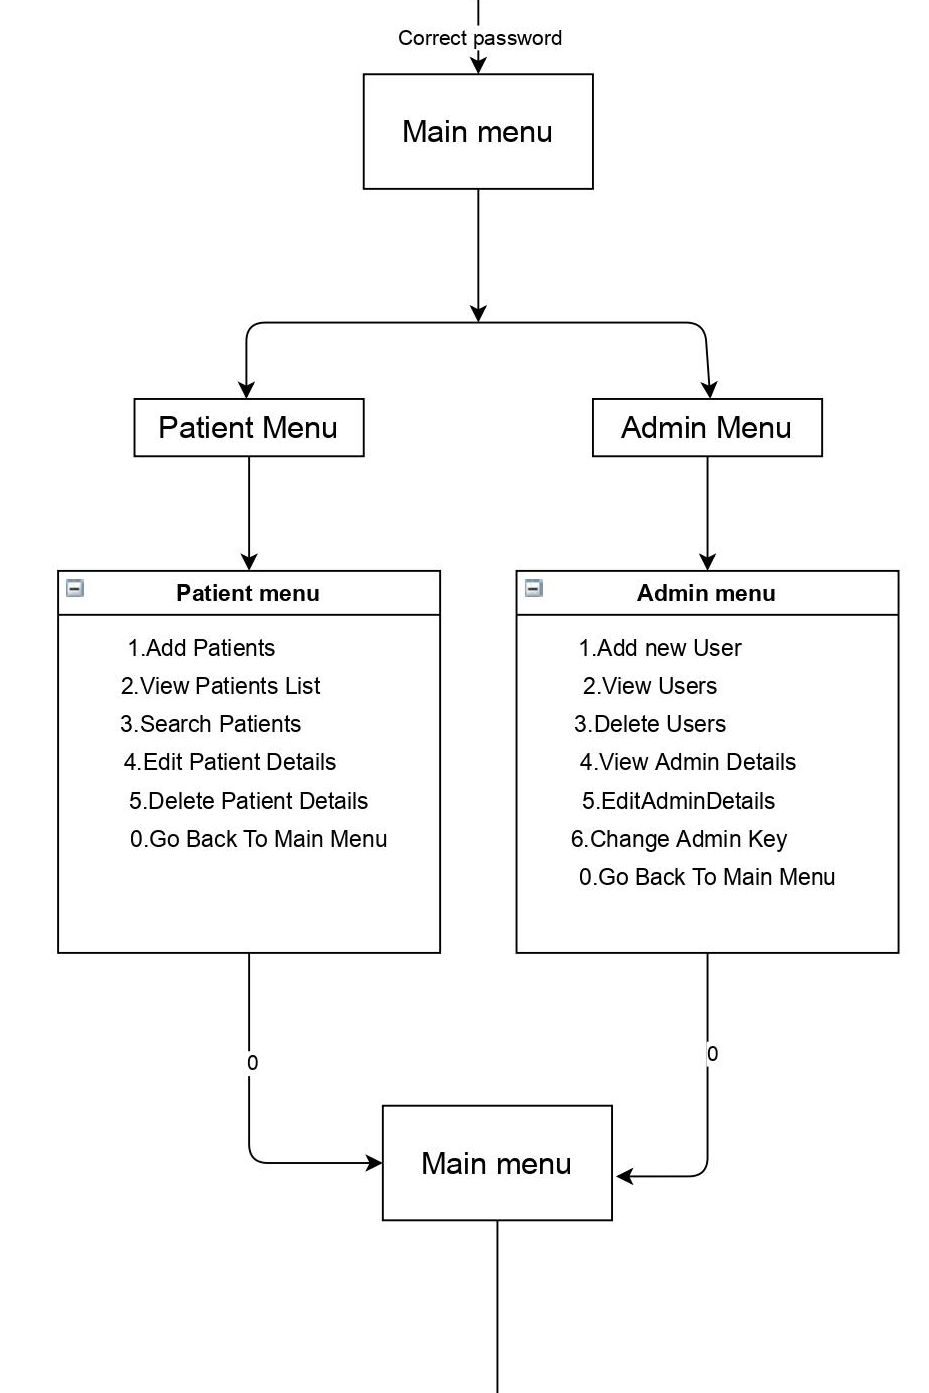 Correct password
Main menu
Patient Menu
Admin Menu
Patient menu
1.Add Patients
2.View Patients List
3.Search Patients
4.Edit Patient Details
5.Delete Patient Details
0.Go Back To Main Menu
Admin menu
1.Add new User
2.View Users
3.Delete Users
4.View Admin Details
5.EditAdminDetails
6.Change Admin Key
0.Go Back To Main Menu
0
0
Main menu